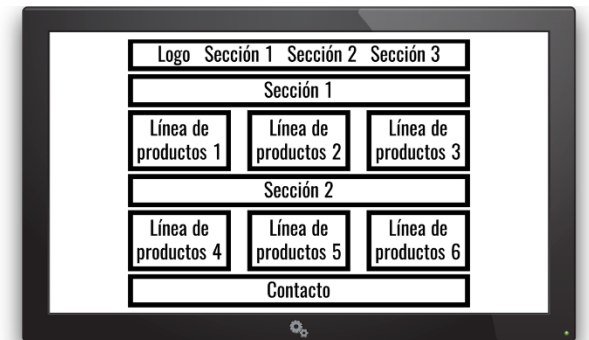 Logo Sección 1 Sección 2 Sección 3
Sección 1
Línea de
productos 1
Línea de
productos 2
Línea de
productos 3
Sección 2
Línea de
productos 4
Línea de
productos 5
Línea de
productos 6
Contacto